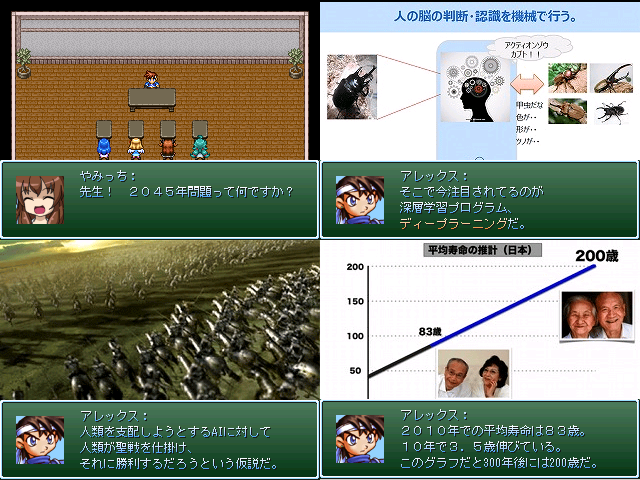 やみっち：
先生！　２０４５年問題って何ですか？
人の脳の判断・認識を機械で行う。
アクティオンゾウ
カブト！！
甲虫だな
色が‥
形が‥
ツノが‥
アレックス：
そこで今注目されてるのが
深層学習プログラム、
ディープラーニングだ。
アレックス：
人類を支配しようとするAIに対して
人類が聖戦を仕掛け、
それに勝利するだろうという仮説だ。
平均寿命の推計（日本）
200歳
200
150
100
50
83歳
アレックス：
２０１０年での平均寿命は８３歳。
１０年で３．５歳伸びている。
このグラフだと300年後には200歳だ。